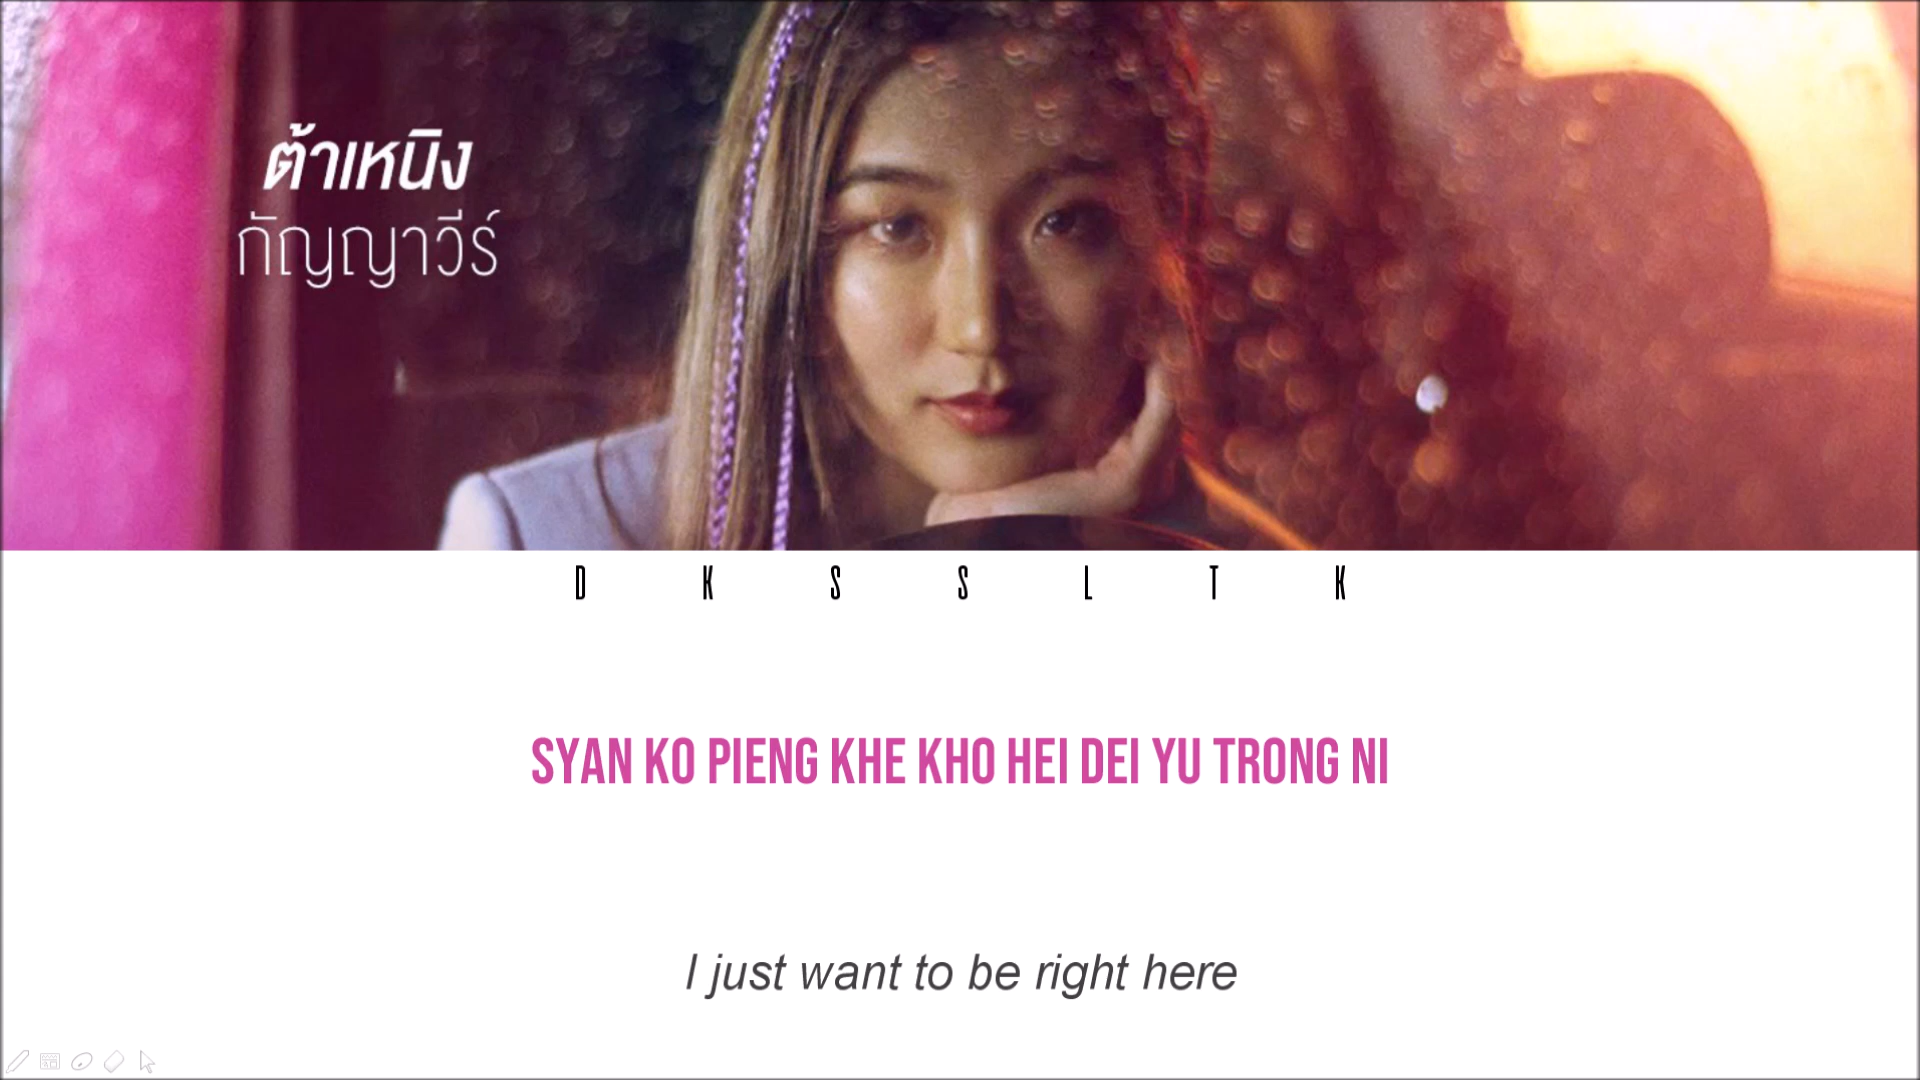 ต้าเหนิง
กัญญาวีร์
D K S S L T K
SYAN KO PIENG KHE KHO HEI DEI YU TRONG NI
I just want to be right here